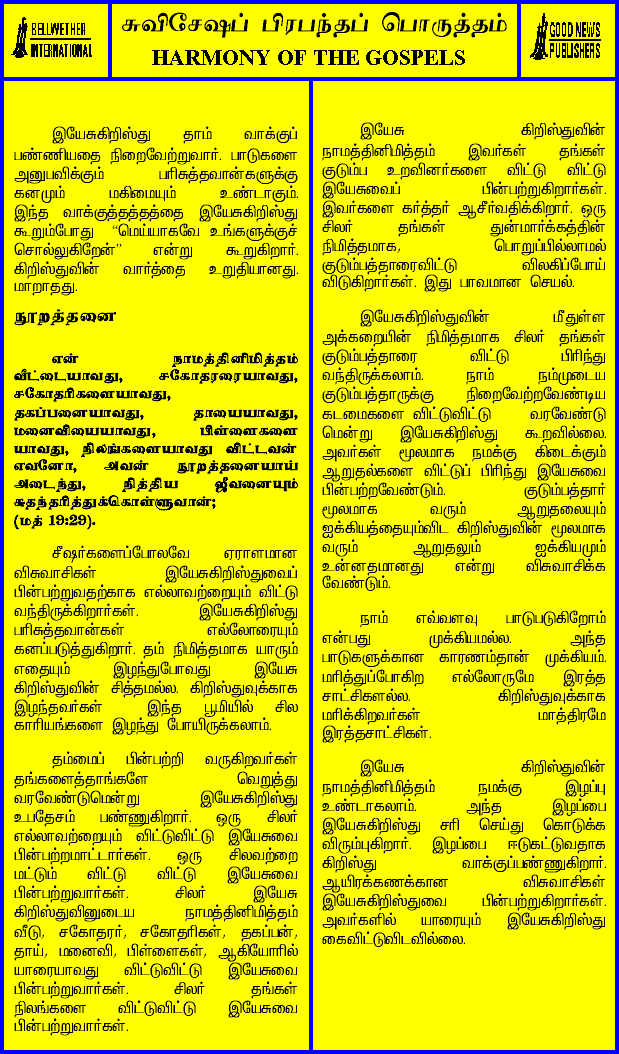 BELLWETHER
INTERNATIONAL
சுவிசேஷப் பிரபந்தப் பொருத்தம்
HARMONY OF THE GOSPELS
GOOD NEWS
PUBLISHERS
இயேசுகிறிஸ்து தாம் வாக்குப்
பண்ணியதை நிறைவேற்றுவார். பாடுகளை
அனுபவிக்கும் பரிசுத்தவான்களுக்கு
கனமும் மகிமையும் உண்டாகும்.
இந்த வாக்குத்தத்தத்தை இயேசுகிறிஸ்து
கூறும்போது “மெய்யாகவே உங்களுக்குச்
சொல்லுகிறேன்” என்று கூறுகிறார்.
கிறிஸ்துவின் வார்த்தை உறுதியானது.
மாறாதது.
நூறத்தனை
என் நாமத்தினிமித்தம்
வீட்டையாவது, சகோதரரையாவது,
சகோதரிகளையாவது,
தகப்பனையாவது, தாயையாவது,
மனைவியையாவது, பிள்ளைகளை
யாவது, நிலங்களையாவது விட்டவன்
எவனோ, அவன் நூறத்தனையாய்
அடைந்து, நித்திய ஜீவனையும்
சுதந்தரித்துக்கொள்ளுவான்;
(மத் 19:29).
சீஷர்களைப்போலவே ஏராளமான
விசுவாசிகள் இயேசுகிறிஸ்துவைப்
பின்பற்றுவதற்காக எல்லாவற்றையும் விட்டு
வந்திருக்கிறார்கள். இயேசுகிறிஸ்து
பரிசுத்தவான்கள் எல்லோரையும்
கனப்படுத்துகிறார். தம் நிமித்தமாக யாரும்
எதையும் இழந்துபோவது இயேசு
கிறிஸ்துவின் சித்தமல்ல. கிறிஸ்துவுக்காக
இழந்தவர்கள் இந்த பூமியில் சில
காரியங்களை இழந்து போயிருக்கலாம்.
தம்மைப் பின்பற்றி வருகிறவர்கள்
தங்களைத்தாங்களே வெறுத்து
வரவேண்டுமென்று இயேசுகிறிஸ்து
உபதேசம் பண்ணுகிறார். ஒரு சிலர்
எல்லாவற்றையும் விட்டுவிட்டு இயேசுவை
பின்பற்றமாட்டார்கள். ஒரு சிலவற்றை
மட்டும் விட்டு விட்டு இயேசுவை
பின்பற்றுவார்கள். சிலர் இயேசு
கிறிஸ்துவினுடைய நாமத்தினிமித்தம்
வீடு, சகோதரர், சகோதரிகள், தகப்பன்,
தாய், மனைவி, பிள்ளைகள், ஆகியோரில்
யாரையாவது விட்டுவிட்டு இயேசுவை
பின்பற்றுவார்கள். சிலர் தங்கள்
நிலங்களை விட்டுவிட்டு இயேசுவை
பின்பற்றுவார்கள்.
இயேசு கிறிஸ்துவின்
நாமத்தினிமித்தம் இவர்கள் தங்கள்
குடும்ப உறவினர்களை விட்டு விட்டு
இயேசுவைப் பின்பற்றுகிறார்கள்.
இவர்களை கர்த்தர் ஆசீர்வதிக்கிறார். ஒரு
சிலர் தங்கள் துன்மார்க்கத்தின்
நிமித்தமாக, பொறுப்பில்லாமல்
குடும்பத்தாரைவிட்டு விலகிப்போய்
விடுகிறார்கள். இது பாவமான செயல்.
இயேசுகிறிஸ்துவின் மீதுள்ள
அக்கறையின் நிமித்தமாக சிலர் தங்கள்
குடும்பத்தாரை விட்டு பிரிந்து
வந்திருக்கலாம். நாம் நம்முடைய
குடும்பத்தாருக்கு நிறைவேற்றவேண்டிய
கடமைகளை விட்டுவிட்டு வரவேண்டு
மென்று இயேசுகிறிஸ்து கூறவில்லை.
அவர்கள் மூலமாக நமக்கு கிடைக்கும்
ஆறுதல்களை விட்டுப் பிரிந்து இயேசுவை
பின்பற்றவேண்டும். குடும்பத்தார்
மூலமாக வரும் ஆறுதலையும்
ஐக்கியத்தையும்விட கிறிஸ்துவின் மூலமாக
வரும் ஆறுதலும் ஐக்கியமும்
உன்னதமானது என்று விசுவாசிக்க
வேண்டும்.
நாம் எவ்வளவு பாடுபடுகிறோம்
என்பது முக்கியமல்ல. அந்த
பாடுகளுக்கான காரணம்தான் முக்கியம்.
மரித்துப்போகிற எல்லோருமே இரத்த
சாட்சிகளல்ல. கிறிஸ்துவுக்காக
மரிக்கிறவர்கள் மாத்திரமே
இரத்தசாட்சிகள்.
இயேசு கிறிஸ்துவின்
நாமத்தினிமித்தம் நமக்கு இழப்பு
உண்டாகலாம். அந்த இழப்பை
இயேசுகிறிஸ்து சரி செய்து கொடுக்க
விரும்புகிறார். இழப்பை ஈடுகட்டுவதாக
கிறிஸ்து வாக்குப்பண்ணுகிறார்.
ஆயிரக்கணக்கான விசுவாசிகள்
இயேசுகிறிஸ்துவை பின்பற்றுகிறார்கள்.
அவர்களில் யாரையும் இயேசுகிறிஸ்து
கைவிட்டுவிடவில்லை.